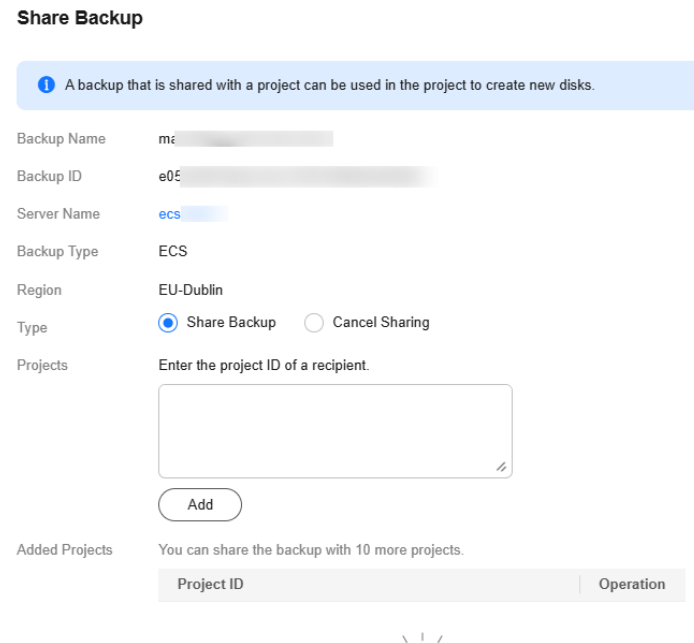 Share Backup
A backup that is shared with a project can be used in the project to create new disks.
Backup Name ma
Backup ID e05
Server Name ecs
Backup Type ECS
Region EU-Dublin
Type Share Backup Cancel Sharing
Projects Enter the project ID of a recipient.
Add
Added Projects You can share the backup with 10 more projects.
Project ID Operation